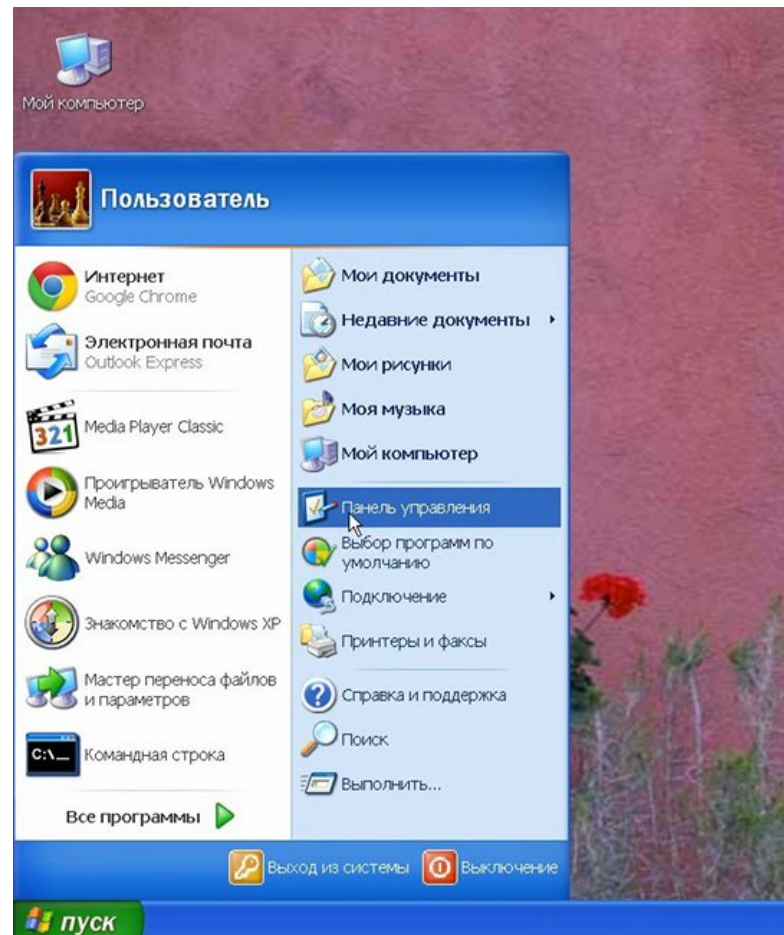 Мой компьютер
Пользователь
Интернет
Google Chrome
Электронная почта
Outlook Express
321
Media Player Classic
Проигрыватель Windows
Media
Windows Messenger
Знакомство с Windows XP
Мастер переноса файлов
и параметров
C:\_
Командная строка
Все программы
Мои документы
Недавние документы
Мои рисунки
Моя музыка
Мой компьютер
Панель управления
Выбор программ по
умолчанию
Подключение
Принтеры и факсы
Справка и поддержка
Поиск
Выполнить...
Выход из системы
Выключение
пуск